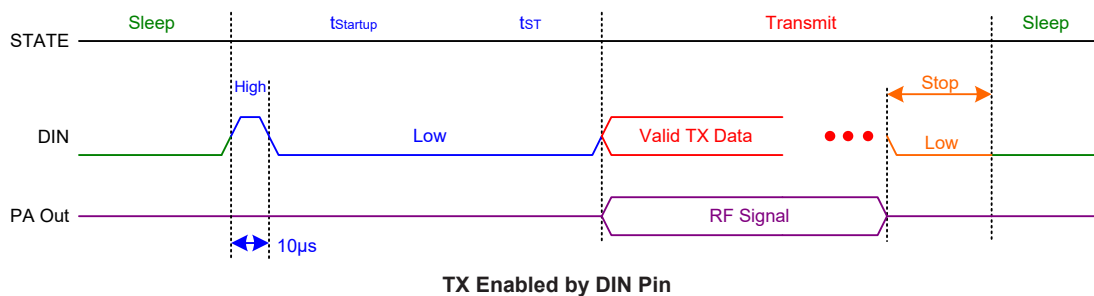 Sleep tStartup tST Transmit Sleep
STATE
High Stop
DIN Low Valid TX Data Low
PA Out RF Signal
10µs
TX Enabled by DIN Pin